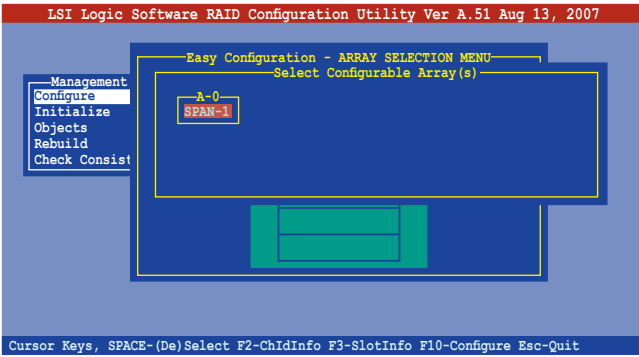 LSI Logic Software RAID Configuration Utility Ver A.51 Aug 13, 2007
Easy Configuration - ARRAY SELECTION MENU
Select Configurable Array(s)
Management
Configure
Initialize
Objects
Rebuild
Check Consist
A-0
SPAN-1
Cursor Keys, SPACE-(De)Select F2-ChIdInfo F3-SlotInfo F10-Configure Esc-Quit